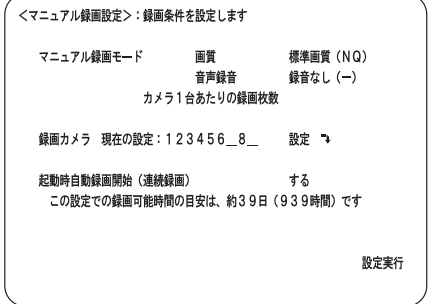 <マニュアル録画設定>：録画条件を設定します
マニュアル録画モード 画質 標準画質（ＮＱ）
音声録音 録音なし（ー）
カメラ１台あたりの録画枚数
録画カメラ 現在の設定：１２３４５６＿８＿ 設定 ↴
起動時自動録画開始（連続録画） する
この設定での録画可能時間の目安は、約３９日（９３９時間）です
設定実行